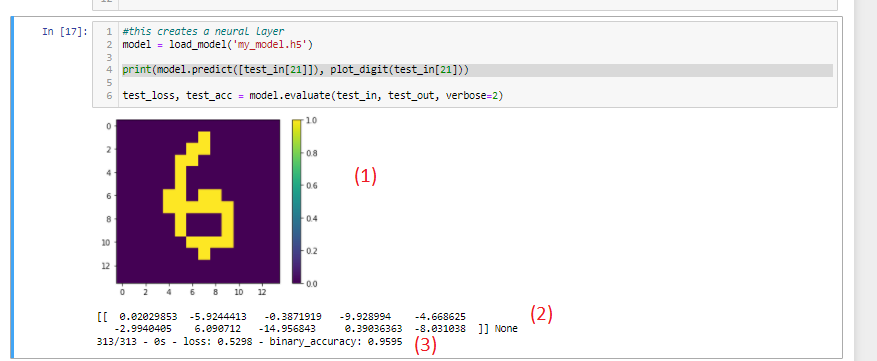 12
In [17]:
1 #this creates a neural layer
2 model = load_model('my_model.h5')
3
4 print(model.predict([test_in[21]]), plot_digit(test_in[21]))
5
6 test_loss, test_acc = model.evaluate(test_in, test_out, verbose=2)
0 1.0
2 0.8
4 (1)
6 0.6
8 0.4
10 0.2
12 0.0
0 2 4 6 8 10 12
[[ 0.02029853 -5.9244413 -0.3871919 -9.928994 -4.668625
-2.9940405 6.090712 -14.956843 0.39036363 -8.031038 ]] None (2)
313/313 - 0s - loss: 0.5298 - binary_accuracy: 0.9595 (3)